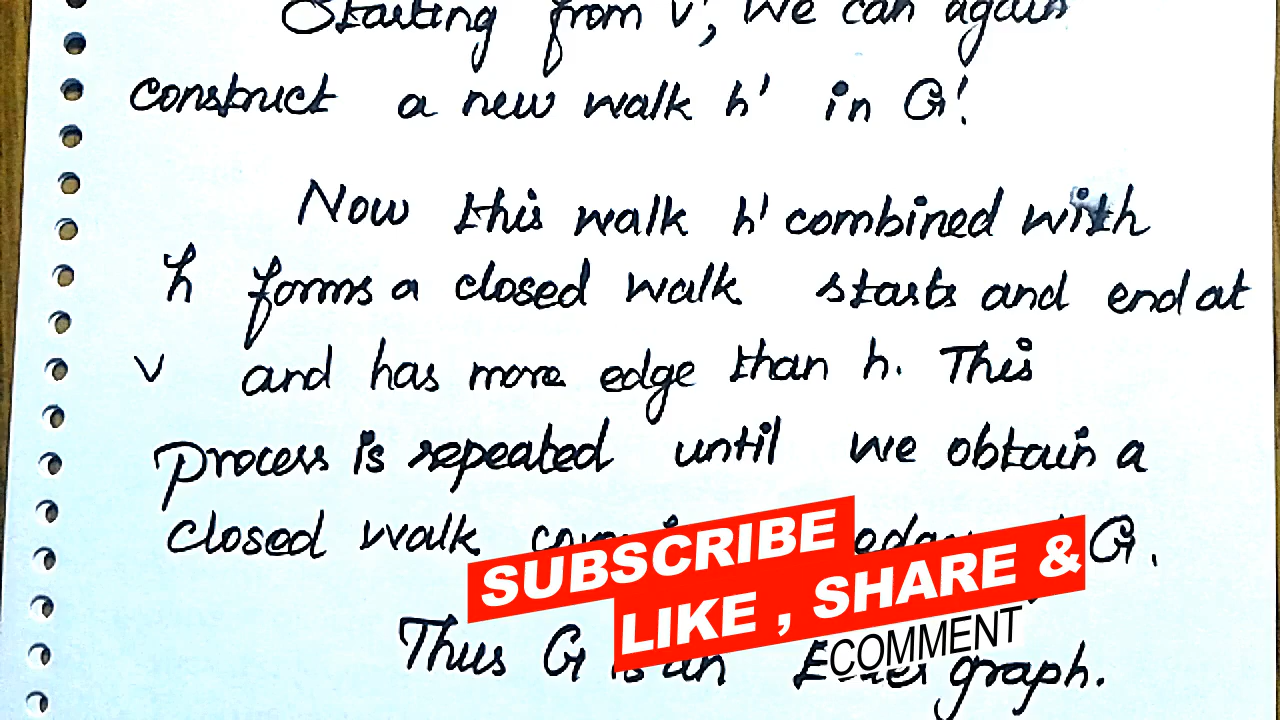 Starting from v', we can again
construct a new walk h' in G'.
Now this walk h' combined with
h forms a closed walk starts and end at
v and has more edge than h. This
process is repeated until we obtain a
closed walk G.
SUBSCRIBE
LIKE , SHARE &
COMMENT
Thus G is an graph.